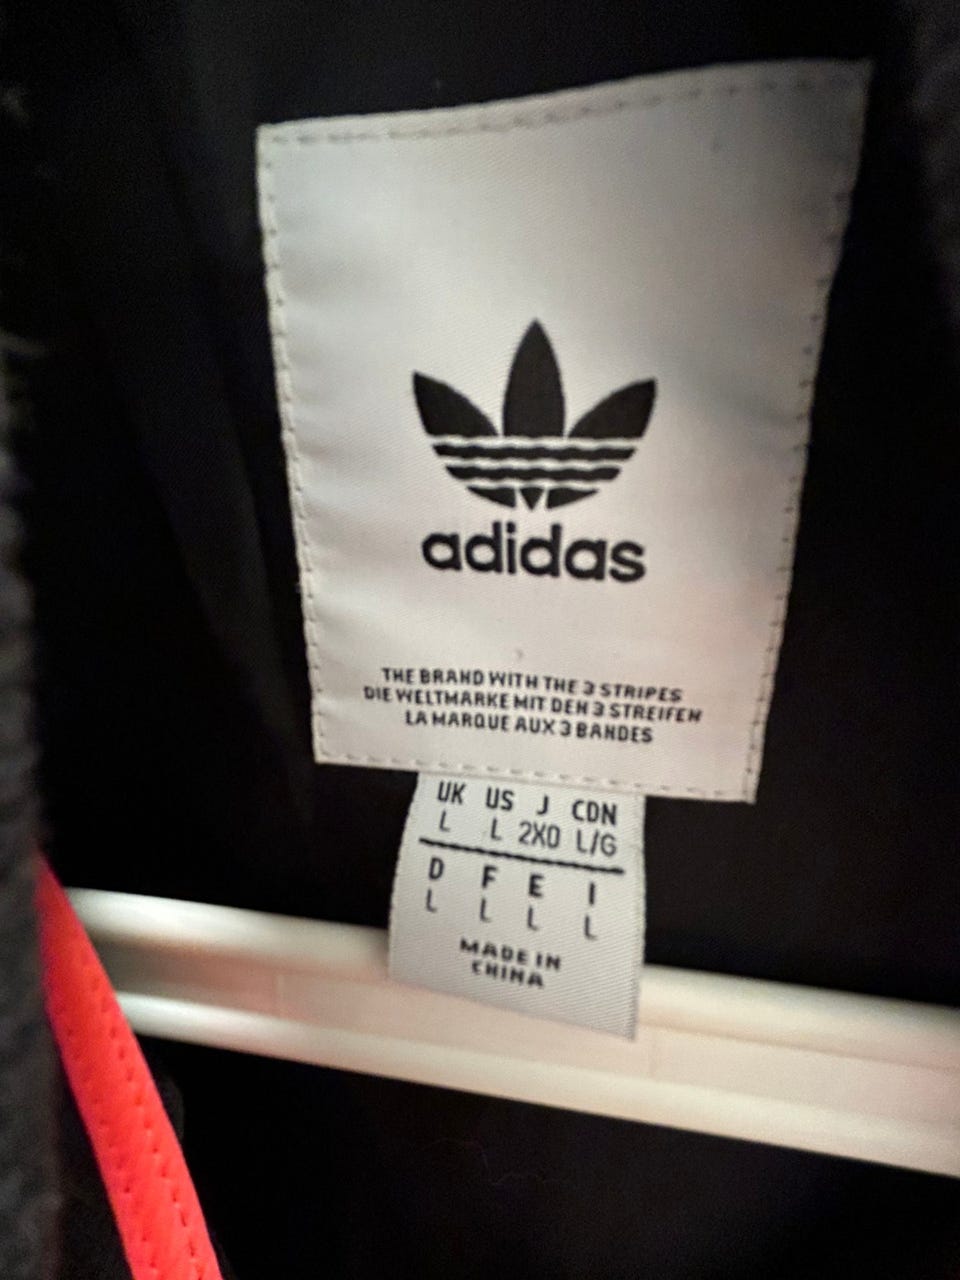 adidas
THE BRAND WITH THE 3 STRIPES
DIE WELTMARKE MIT DEN 3 STREIFEN
LA MARQUE AUX 3 BANDES
UK US J CDN
L L 2XO L/G
D F E I
L L L L
MADE IN
CHINA